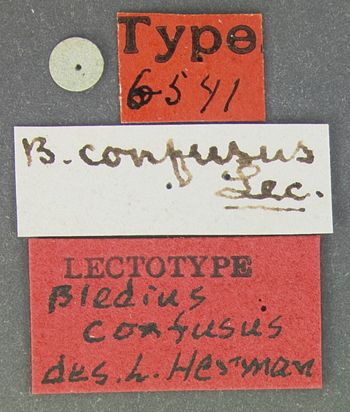 Type
6541
B. confusus
Lec.
LECTOTYPE
Bledius
confusus
des. L. Herman